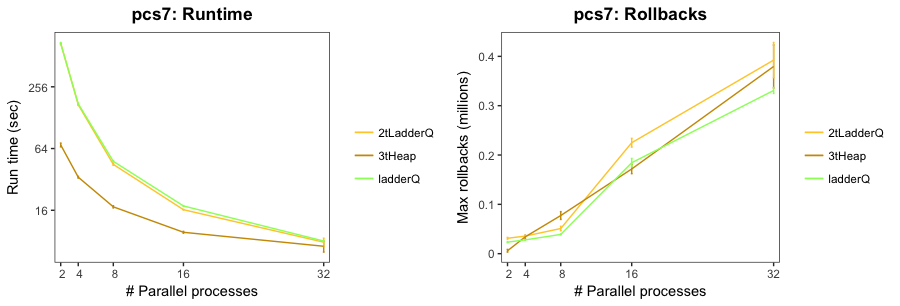 pcs7: Runtime
Run time (sec)
256
64
16
2 4 8 16 32
# Parallel processes
2tLadderQ
3tHeap
ladderQ
pcs7: Rollbacks
Max rollbacks (millions)
0.4
0.3
0.2
0.1
0
2 4 8 16 32
# Parallel processes
2tLadderQ
3tHeap
ladderQ